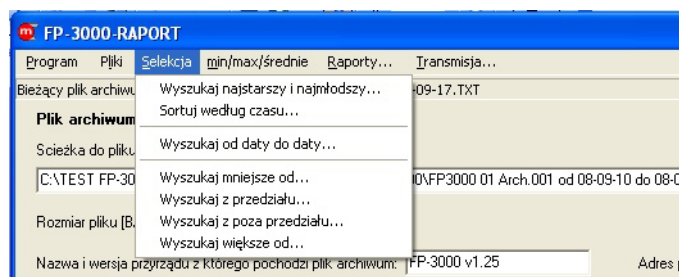 FP-3000-RAPORT
Program Pliki Selekcja min/max/średnie Raporty... Transmisja...
Bieżący plik archiwu -09-17.TXT
Wyszukaj najstarszy i najmłodszy...
Sortuj według czasu...
Plik archiwum
Wyszukaj od daty do daty...
Scieżka do pliku
C:\TEST FP-30 \FP3000 01 Arch.001 od 08-09-10 do 08-0
Wyszukaj mniejsze od...
Wyszukaj z przedziału...
Rozmiar pliku [B.
Wyszukaj z poza przedziału...
Wyszukaj większe od...
Nazwa i wersja przyrządu z którego pochodzi plik archiwum: FP-3000 v1.25 Adres